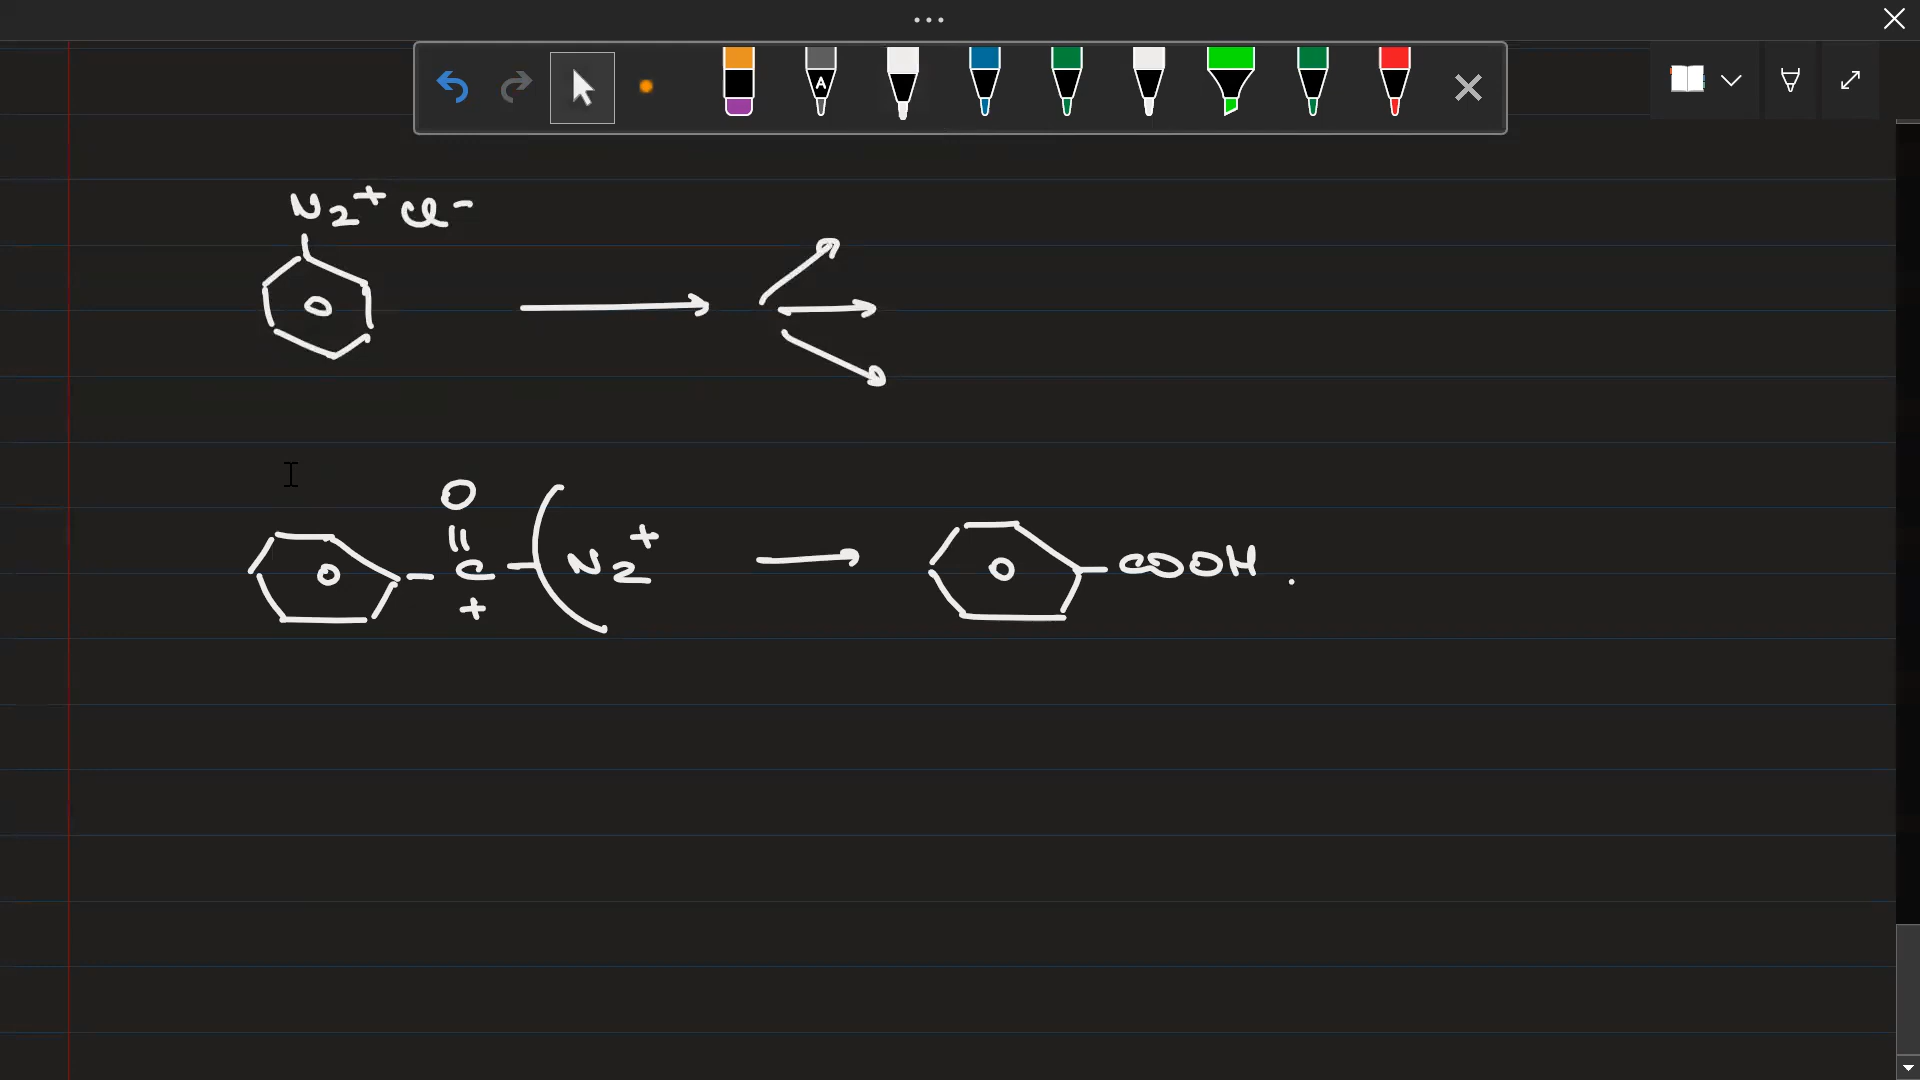 N2+ Cl-
O
C - N2+ → COOH .
+